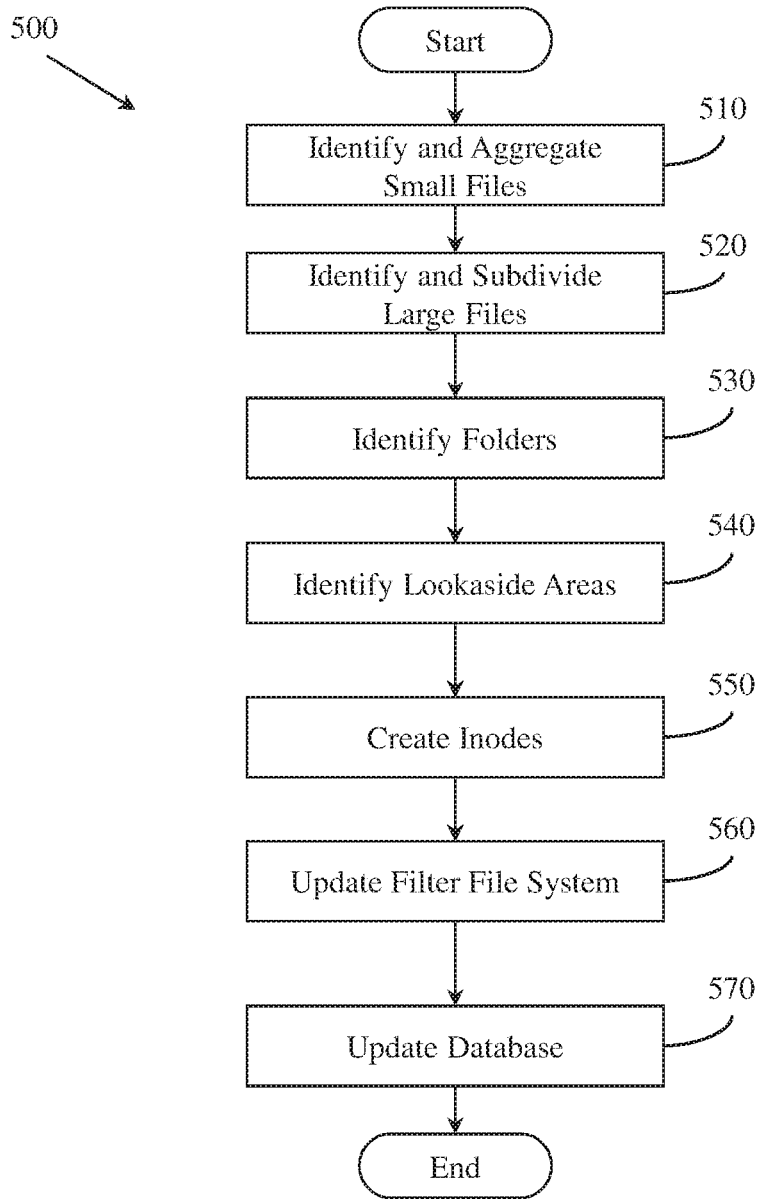 500
Start
510
Identify and Aggregate
Small Files
520
Identify and Subdivide
Large Files
530
Identify Folders
540
Identify Lookaside Areas
550
Create Inodes
560
Update Filter File System
570
Update Database
End